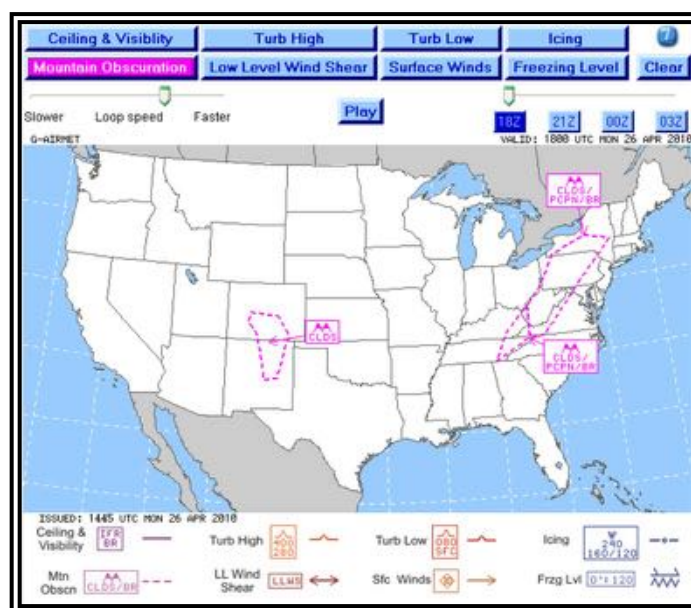 Ceiling & Visiblity Turb High Turb Low Icing i
Mountain Obscuration Low Level Wind Shear Surface Winds Freezing Level Clear
Slower Loop speed Faster Play 18Z 21Z 00Z 03Z
G-AIRMET VALID: 1800 UTC MON 26 APR 2010
CLDS/
PCPN/BR
CLDS
CLDS/
PCPN/BR
ISSUED: 1445 UTC MON 26 APR 2010
Ceiling & Visibility IFR BR Turb High 400 280 Turb Low 080 SFC Icing 240 160/120
Mtn Obscn CLDS/BR LL Wind Shear LLWS Sfc Winds Frzg Lvl 0°:120